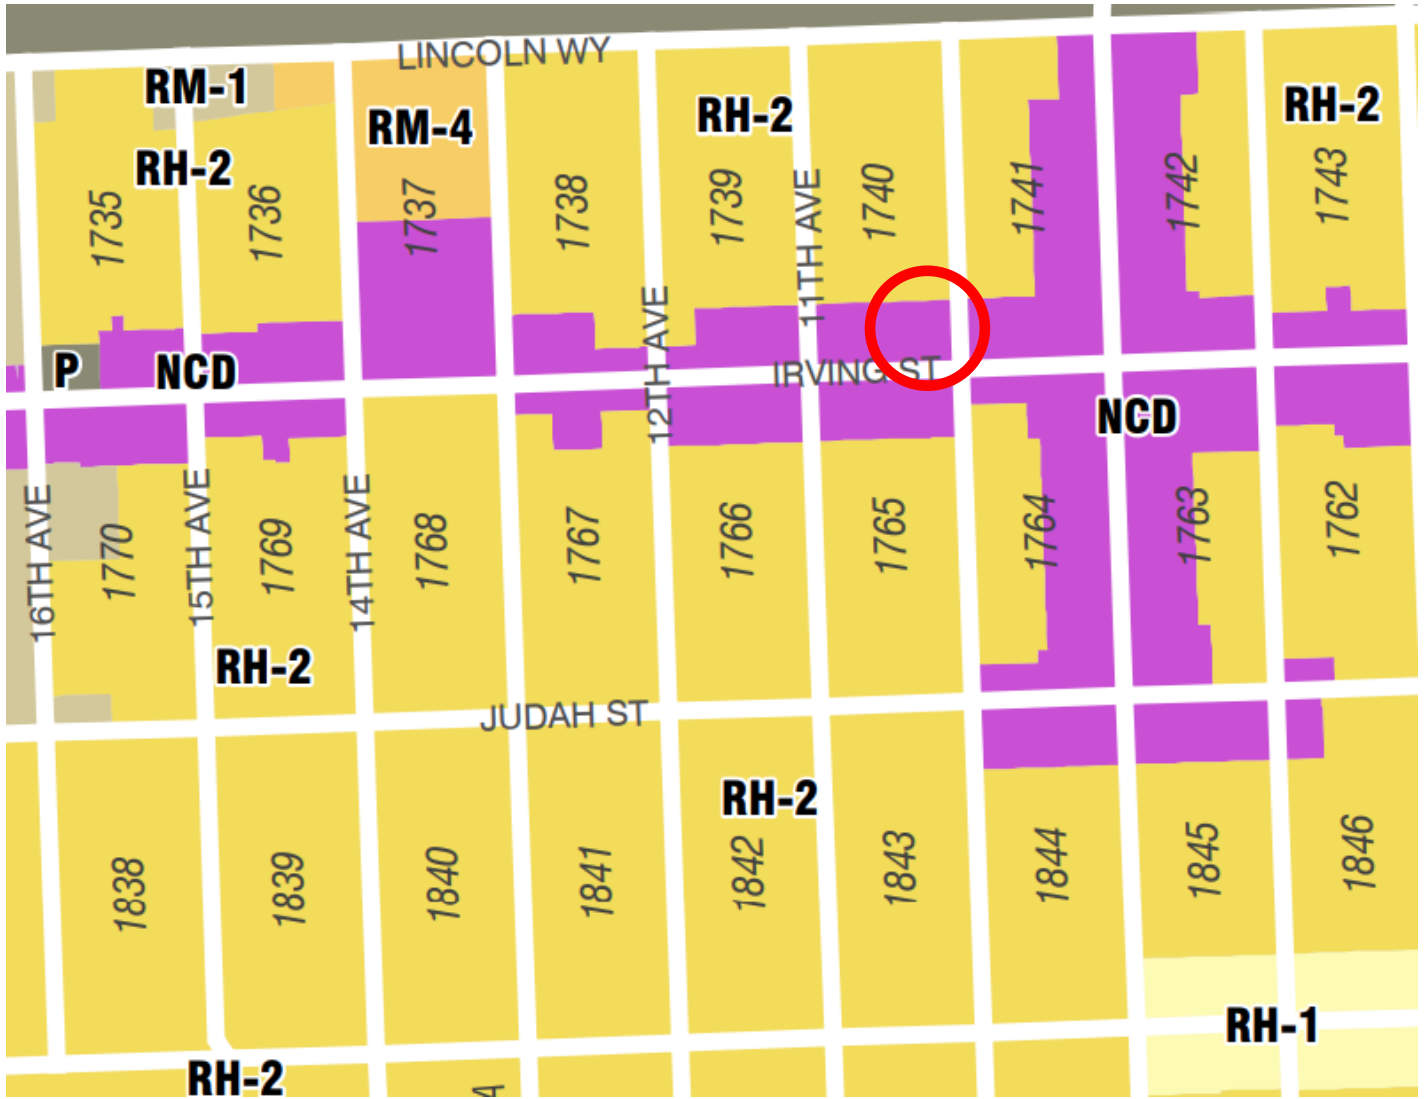 LINCOLN WY
RM-1
RM-4
RH-2
RH-2
RH-2
1735
1736
1737
1738
1739
11TH AVE
1740
1741
1742
1743
12TH AVE
P
NCD
IRVING ST
NCD
16TH AVE
1770
15TH AVE
1769
14TH AVE
1768
1767
1766
1765
1764
1763
1762
RH-2
JUDAH ST
RH-2
1838
1839
1840
1841
1842
1843
1844
1845
1846
RH-1
RH-2
A